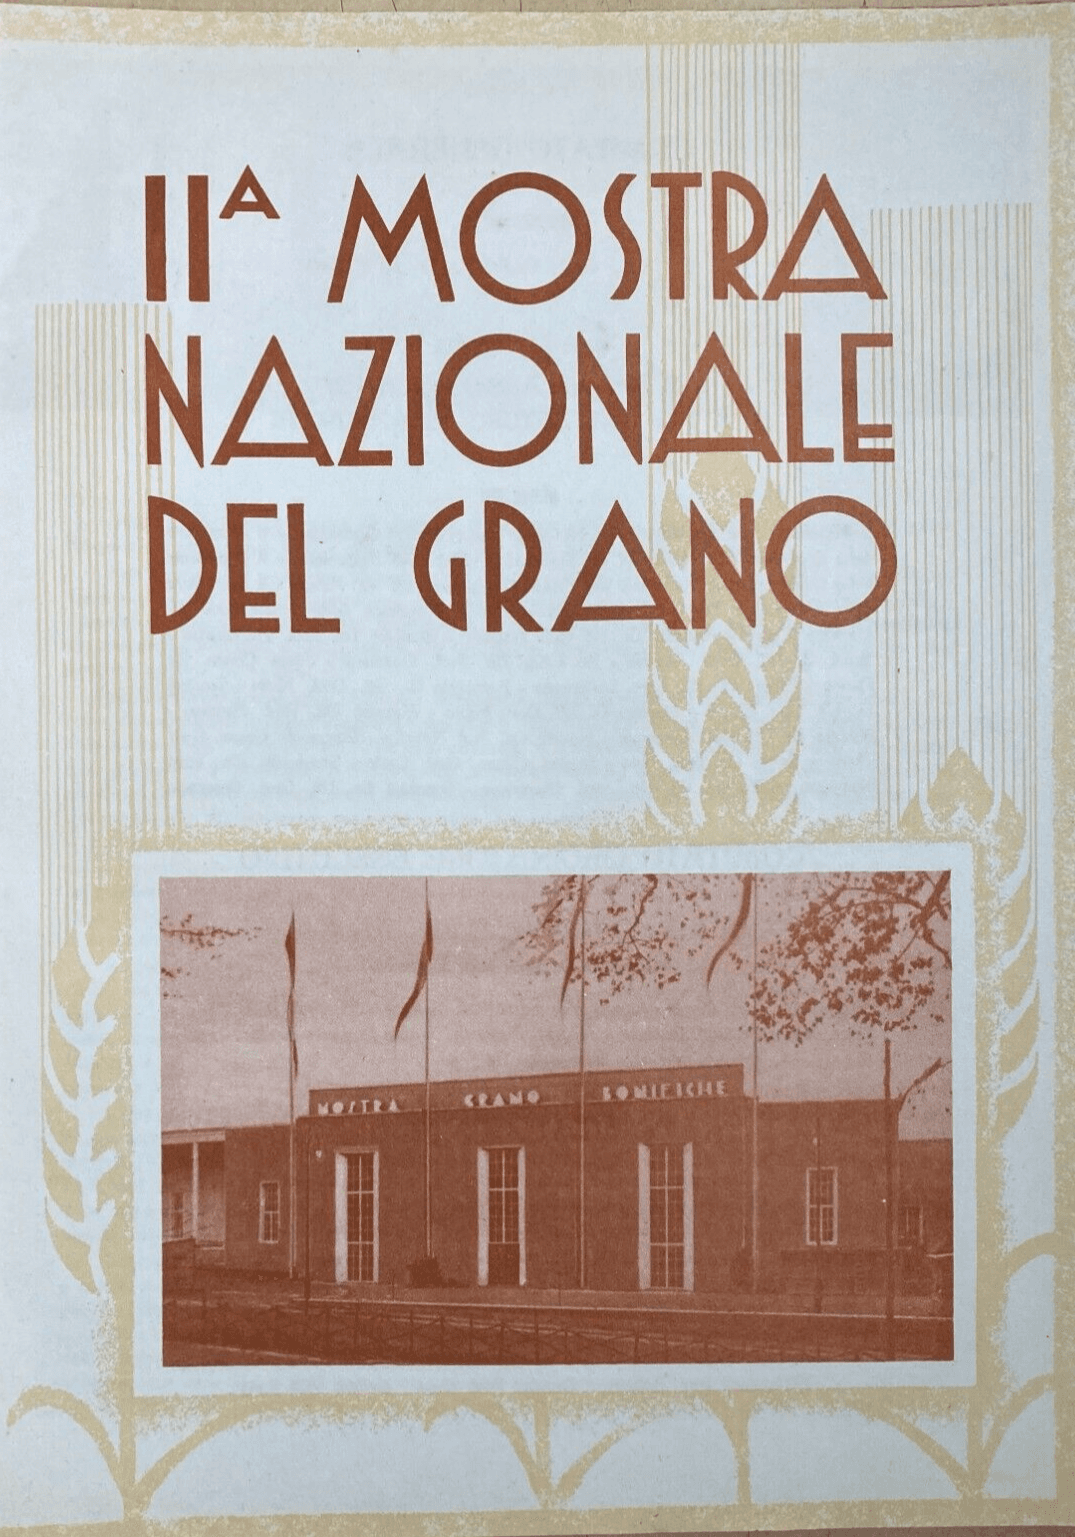 IIA MOSTRA
NAZIONALE
DEL GRANO
MOSTRA GRANO BONIFICHE